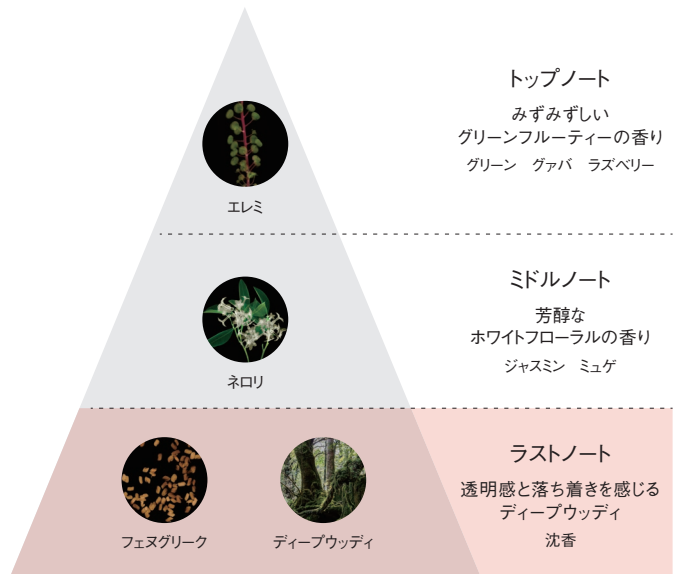 トップノート
みずみずしい
グリーンフルーティーの香り
グリーン　グァバ　ラズベリー
エレミ
ミドルノート
芳醇な
ホワイトフローラルの香り
ジャスミン　ミュゲ
ネロリ
ラストノート
透明感と落ち着きを感じる
ディープウッディ
沈香
フェヌグリーク　ディープウッディ